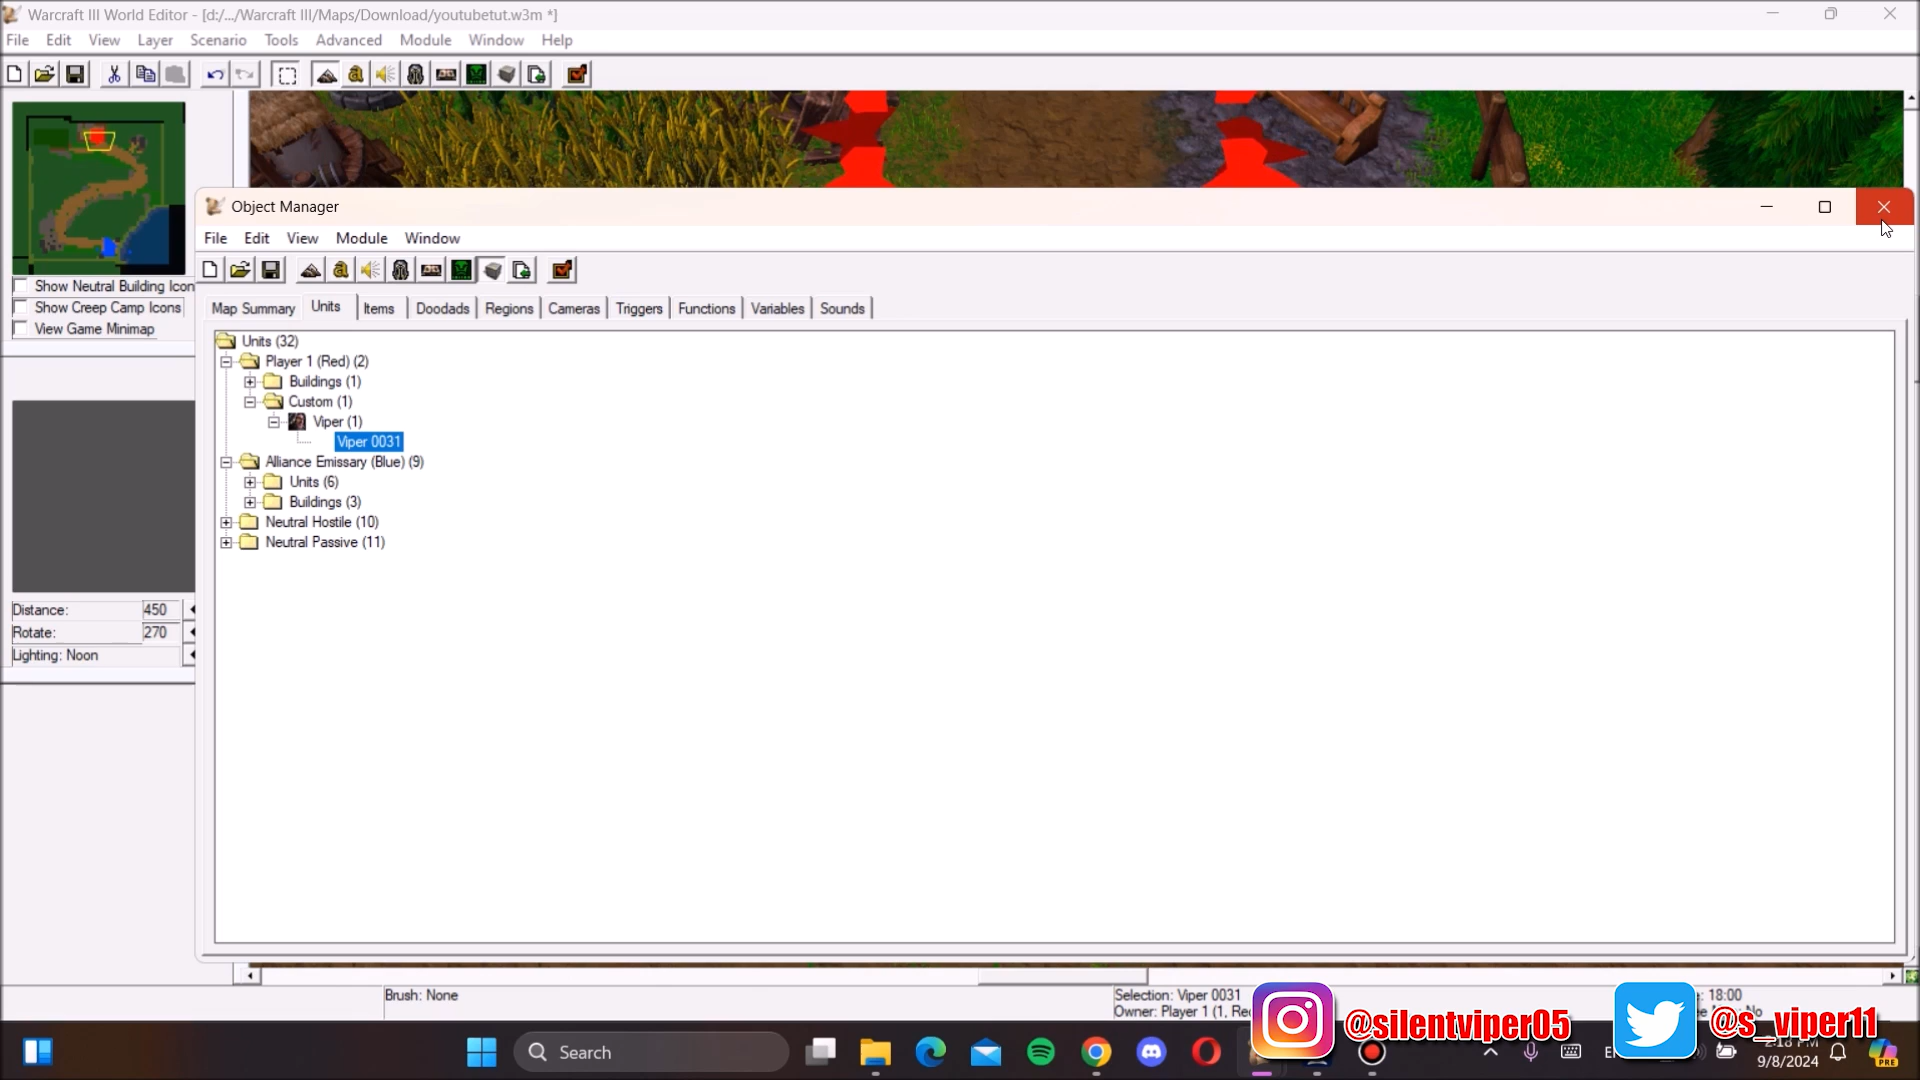 Warcraft III World Editor - [d:/.../Warcraft III/Maps/Download/youtubetut.w3m *]
File Edit View Layer Scenario Tools Advanced Module Window Help
Show Neutral Building Icon
Show Creep Camp Icons
View Game Minimap
Distance: 450
Rotate: 270
Lighting: Noon
Object Manager
File Edit View Module Window
Map Summary Units Items Doodads Regions Cameras Triggers Functions Variables Sounds
Units (32)
Player 1 (Red) (2)
Buildings (1)
Custom (1)
Viper (1)
Viper 0031
Alliance Emissary (Blue) (9)
Units (6)
Buildings (3)
Neutral Hostile (10)
Neutral Passive (11)
Brush: None
Selection: Viper 0031
Owner: Player 1 (1, Re
: 18:00
No
@silentviper05
@s_viper11
Search
2:18 PM
9/8/2024
PRE